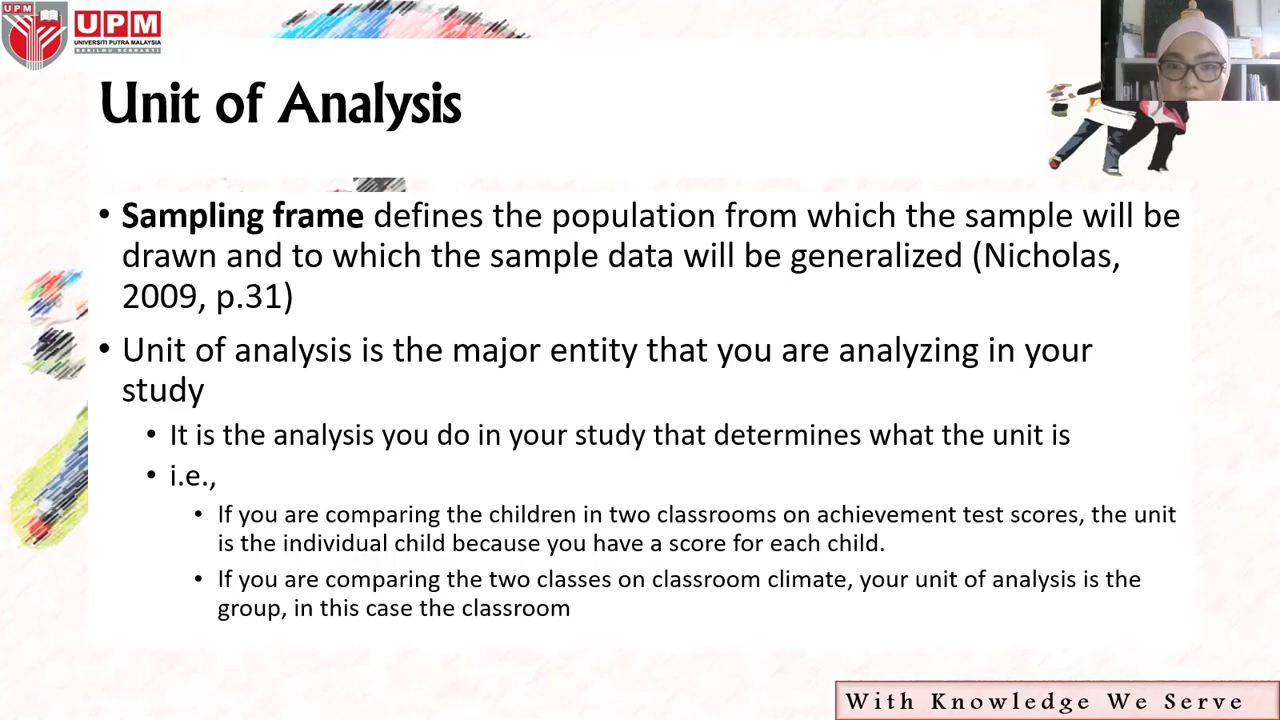 UPM
UPM
UNIVERSITI PUTRA MALAYSIA
BERILMU BERBAKTI
Unit of Analysis
• Sampling frame defines the population from which the sample will be
drawn and to which the sample data will be generalized (Nicholas,
2009, p.31)
• Unit of analysis is the major entity that you are analyzing in your
study
• It is the analysis you do in your study that determines what the unit is
• i.e.,
• If you are comparing the children in two classrooms on achievement test scores, the unit
is the individual child because you have a score for each child.
• If you are comparing the two classes on classroom climate, your unit of analysis is the
group, in this case the classroom
With Knowledge We Serve